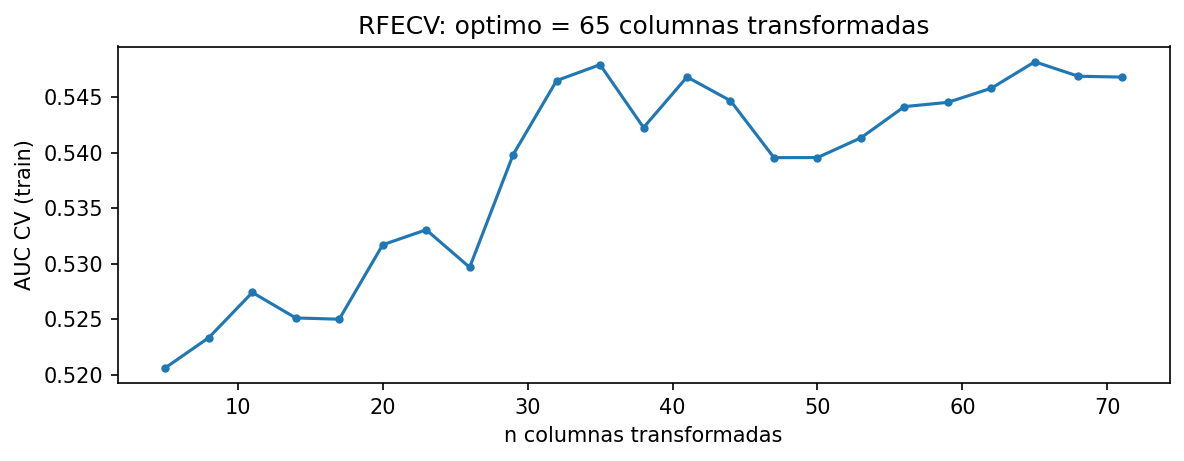 RFECV: optimo = 65 columnas transformadas
AUC CV (train)
0.545
0.540
0.535
0.530
0.525
0.520
10 20 30 40 50 60 70
n columnas transformadas